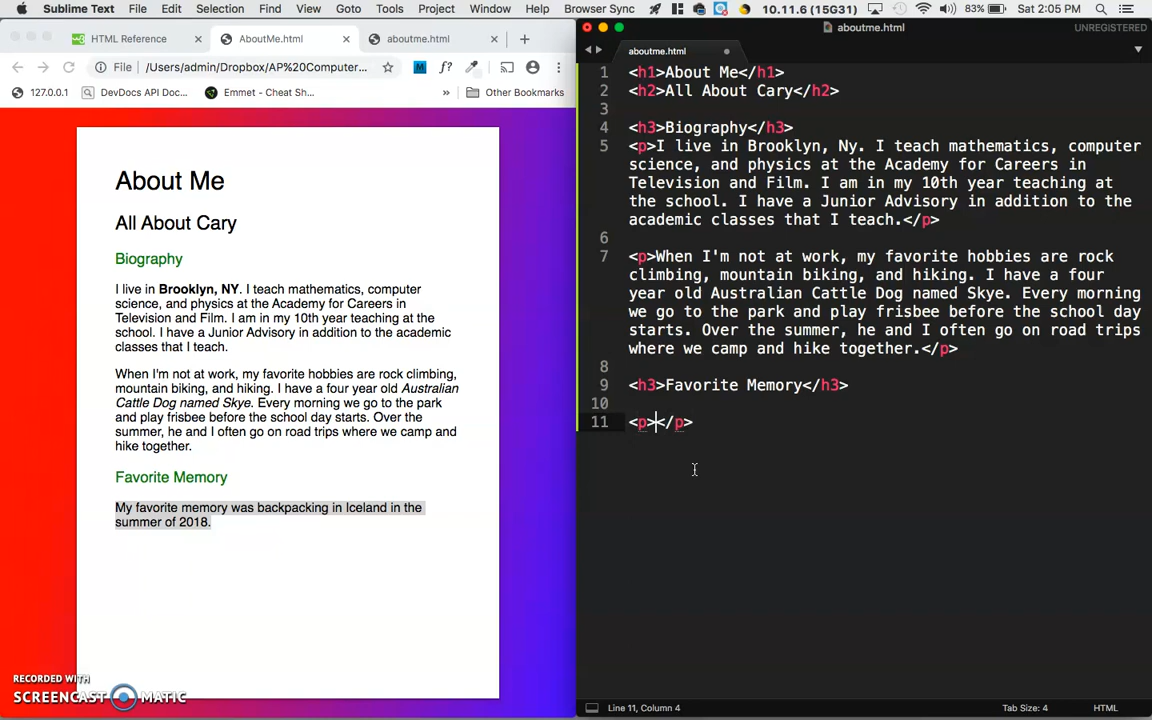 Sublime Text File Edit Selection Find View Goto Tools Project Window Help Browser Sync 10.11.6 (15G31) 83% Sat 2:05 PM
HTML Reference × AboutMe.html × aboutme.html × +
File /Users/admin/Dropbox/AP%20Computer...
127.0.0.1 DevDocs API Doc... Emmet - Cheat Sh... » Other Bookmarks
About Me
All About Cary
Biography
I live in Brooklyn, NY. I teach mathematics, computer
science, and physics at the Academy for Careers in
Television and Film. I am in my 10th year teaching at the
school. I have a Junior Advisory in addition to the academic
classes that I teach.
When I'm not at work, my favorite hobbies are rock climbing,
mountain biking, and hiking. I have a four year old Australian
Cattle Dog named Skye. Every morning we go to the park
and play frisbee before the school day starts. Over the
summer, he and I often go on road trips where we camp and
hike together.
Favorite Memory
My favorite memory was backpacking in Iceland in the
summer of 2018.
RECORDED WITH
SCREENCAST MATIC
aboutme.html UNREGISTERED
aboutme.html
1 <h1>About Me</h1>
2 <h2>All About Cary</h2>
3
4 <h3>Biography</h3>
5 <p>I live in Brooklyn, Ny. I teach mathematics, computer
science, and physics at the Academy for Careers in
Television and Film. I am in my 10th year teaching at
the school. I have a Junior Advisory in addition to the
academic classes that I teach.</p>
6
7 <p>When I'm not at work, my favorite hobbies are rock
climbing, mountain biking, and hiking. I have a four
year old Australian Cattle Dog named Skye. Every morning
we go to the park and play frisbee before the school day
starts. Over the summer, he and I often go on road trips
where we camp and hike together.</p>
8
9 <h3>Favorite Memory</h3>
10
11 <p></p>
Line 11, Column 4 Tab Size: 4 HTML